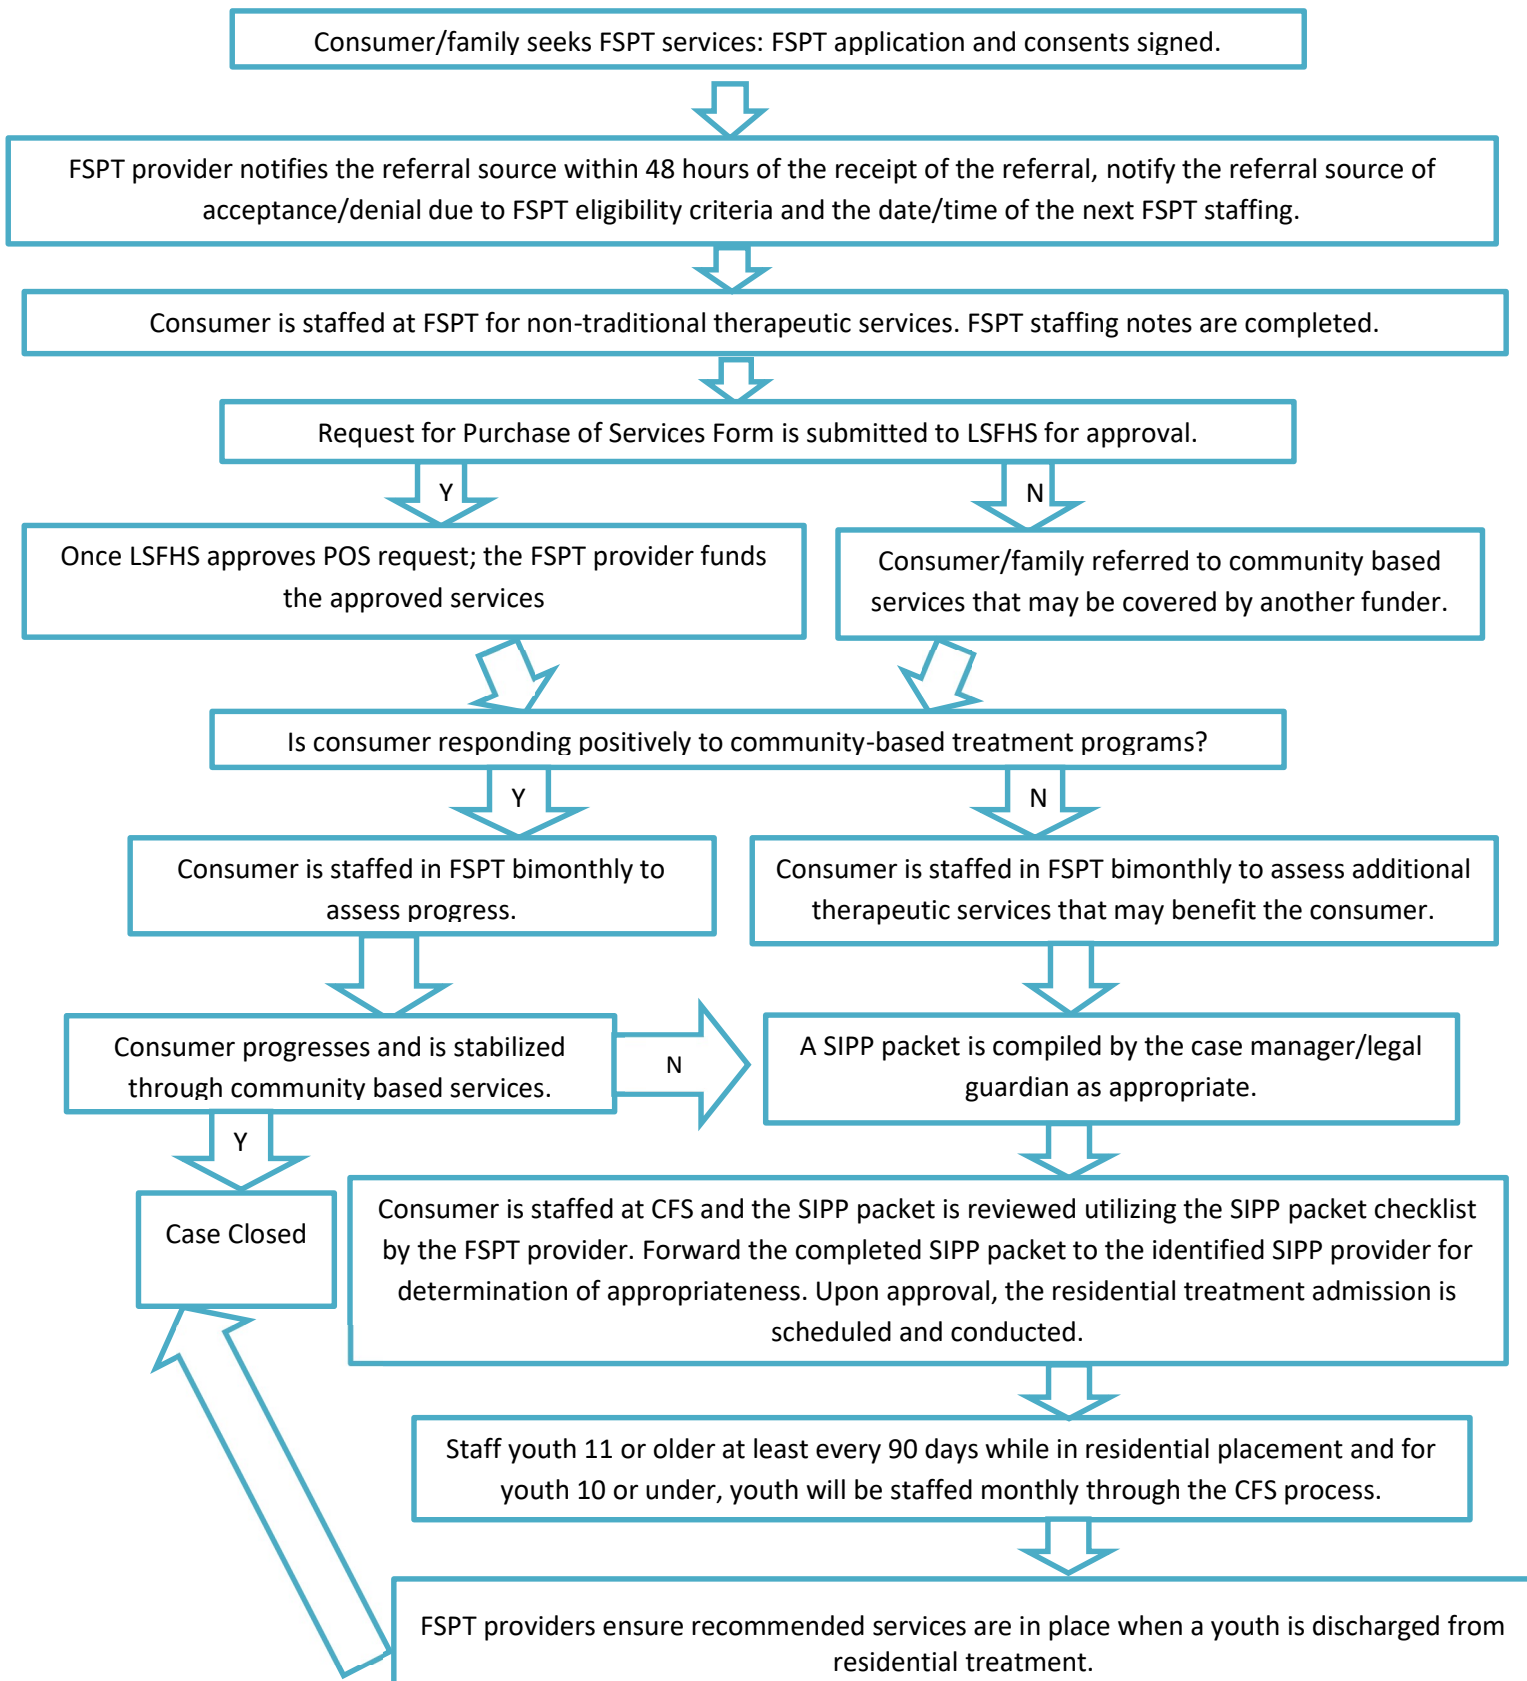 Consumer/family seeks FSPT services: FSPT application and consents signed.
FSPT provider notifies the referral source within 48 hours of the receipt of the referral, notify the referral source of
acceptance/denial due to FSPT eligibility criteria and the date/time of the next FSPT staffing.
Consumer is staffed at FSPT for non-traditional therapeutic services. FSPT staffing notes are completed.
Request for Purchase of Services Form is submitted to LSFHS for approval.
Y
N
Once LSFHS approves POS request; the FSPT provider funds
the approved services
Consumer/family referred to community based
services that may be covered by another funder.
Is consumer responding positively to community-based treatment programs?
Y
N
Consumer is staffed in FSPT bimonthly to
assess progress.
Consumer is staffed in FSPT bimonthly to assess additional
therapeutic services that may benefit the consumer.
Consumer progresses and is stabilized
through community based services.
N
A SIPP packet is compiled by the case manager/legal
guardian as appropriate.
Y
Case Closed
Consumer is staffed at CFS and the SIPP packet is reviewed utilizing the SIPP packet checklist
by the FSPT provider. Forward the completed SIPP packet to the identified SIPP provider for
determination of appropriateness. Upon approval, the residential treatment admission is
scheduled and conducted.
Staff youth 11 or older at least every 90 days while in residential placement and for
youth 10 or under, youth will be staffed monthly through the CFS process.
FSPT providers ensure recommended services are in place when a youth is discharged from
residential treatment.